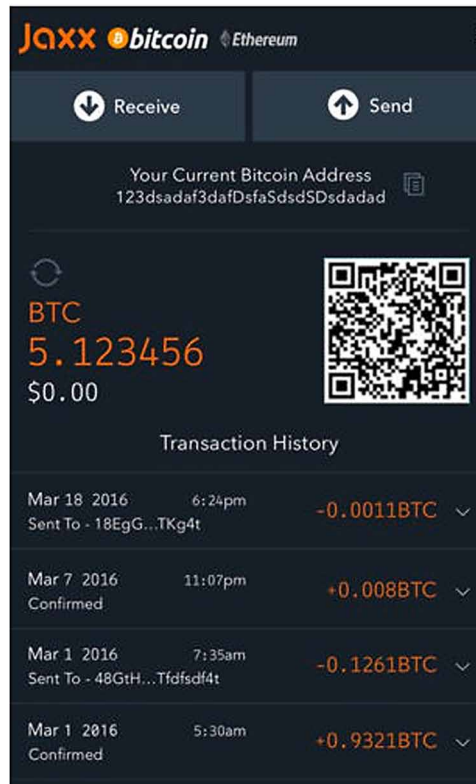 Jaxx bitcoin Ethereum
Receive
Send
Your Current Bitcoin Address
123dsadaf3dafDsfaSdsdSDsdadad
BTC
5.123456
$0.00
Transaction History
Mar 18 2016 6:24pm -0.0011BTC
Sent To - 18EgG...TKg4t
Mar 7 2016 11:07pm +0.008BTC
Confirmed
Mar 1 2016 7:35am -0.1261BTC
Sent To - 48GtH...Tfdfsdf4t
Mar 1 2016 5:30am +0.9321BTC
Confirmed